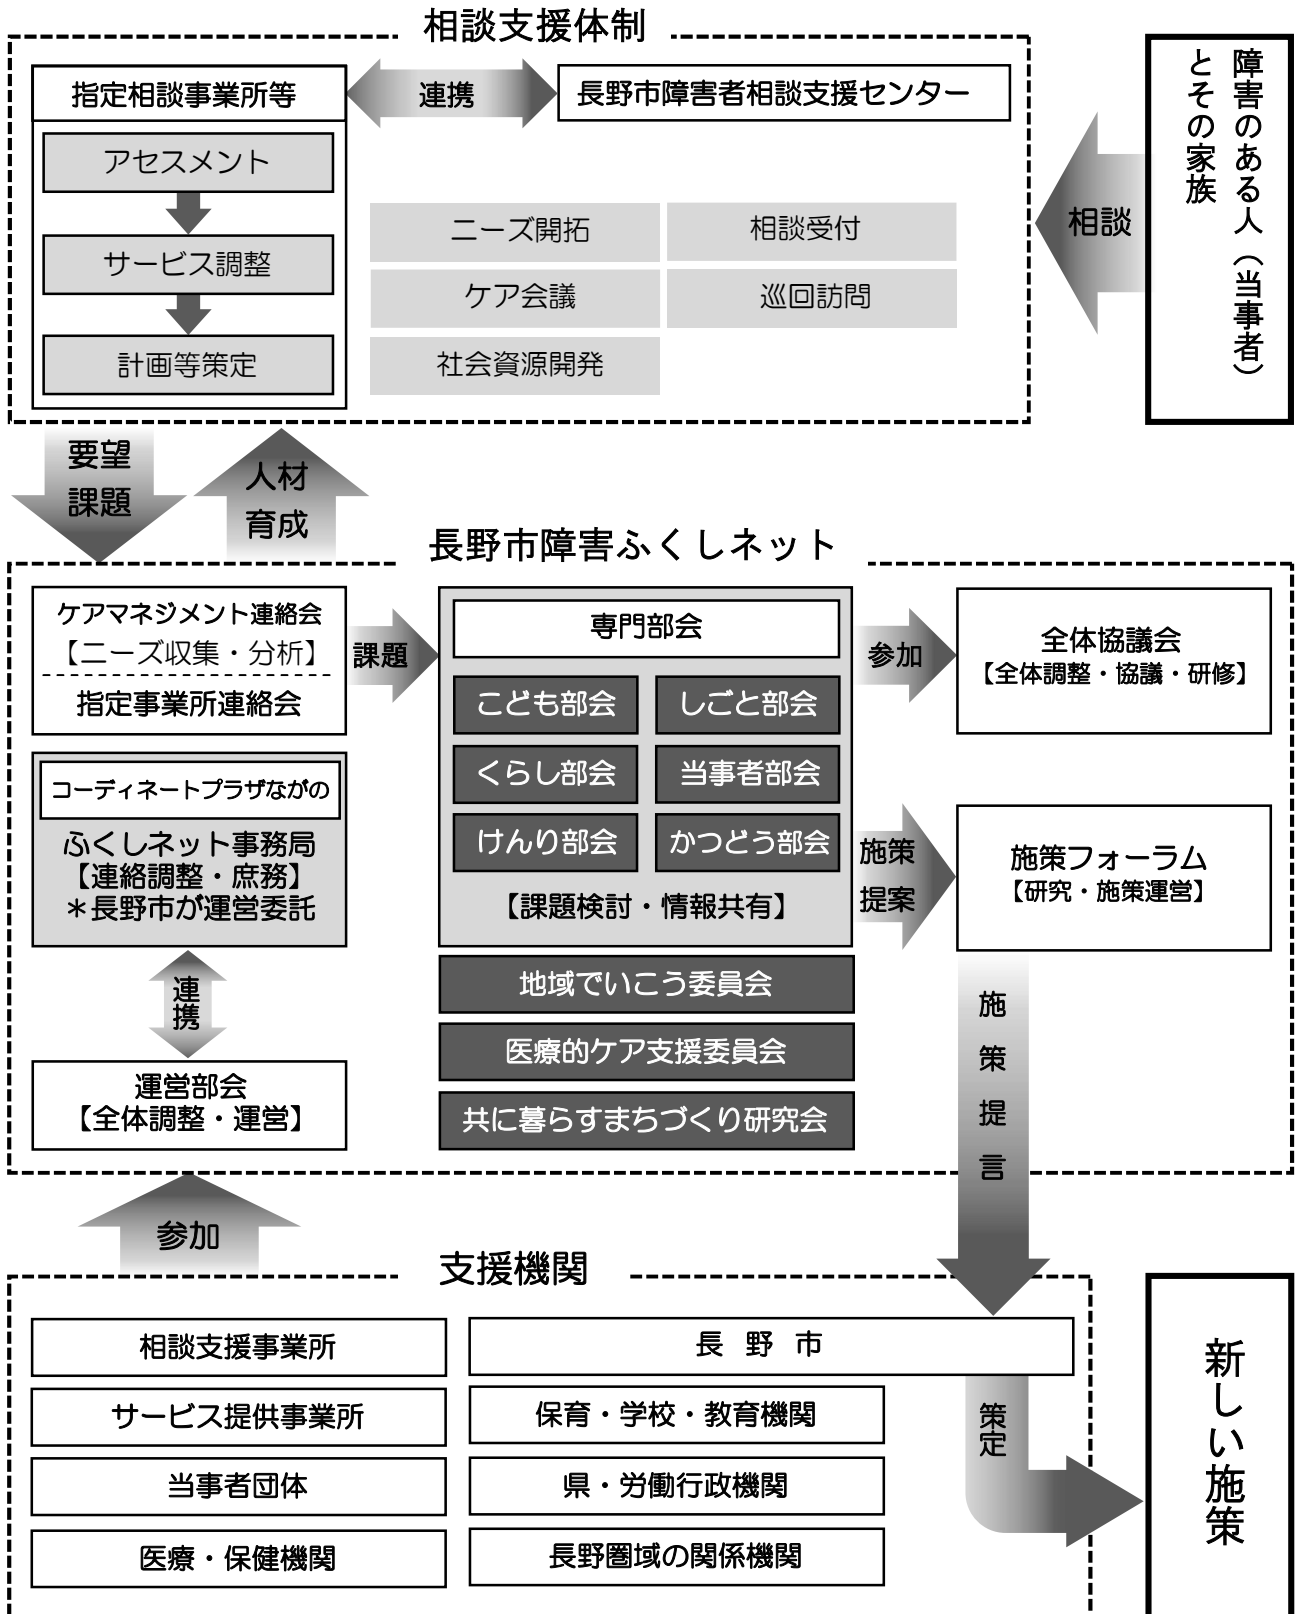 相談支援体制
指定相談事業所等
連携
長野市障害者相談支援センター
アセスメント
サービス調整
計画等策定
ニーズ開拓
相談受付
ケア会議
巡回訪問
社会資源開発
相談
障害のある人（当事者）
とその家族
要望
課題
人材
育成
長野市障害ふくしネット
ケアマネジメント連絡会
【ニーズ収集・分析】
指定事業所連絡会
課題
専門部会
こども部会
しごと部会
くらし部会
当事者部会
けんり部会
かつどう部会
【課題検討・情報共有】
参加
全体協議会
【全体調整・協議・研修】
コーディネートプラザながの
ふくしネット事務局
【連絡調整・庶務】
＊長野市が運営委託
施策
提案
施策フォーラム
【研究・施策運営】
地域でいこう委員会
医療的ケア支援委員会
共に暮らすまちづくり研究会
連携
運営部会
【全体調整・運営】
施策提言
参加
支援機関
相談支援事業所
長 野 市
サービス提供事業所
保育・学校・教育機関
当事者団体
県・労働行政機関
医療・保健機関
長野圏域の関係機関
策定
新しい施策